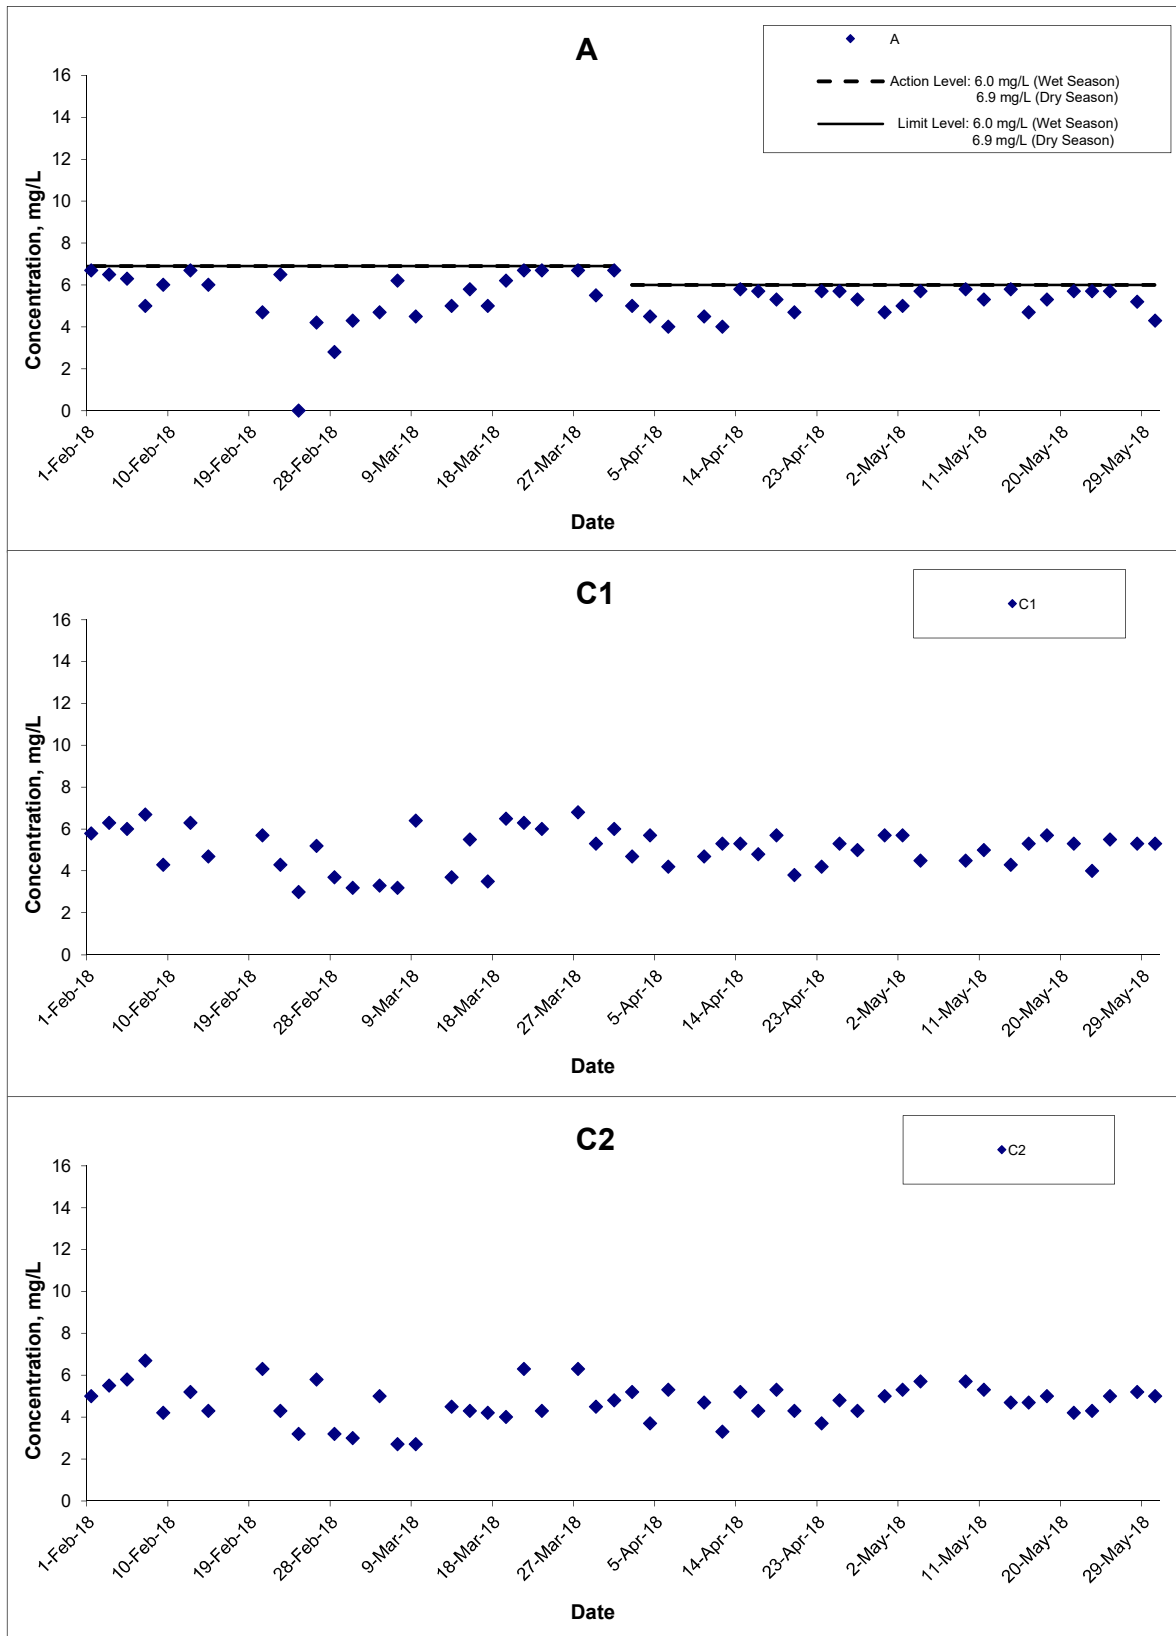 A
A
Action Level: 6.0 mg/L (Wet Season)
6.9 mg/L (Dry Season)
Limit Level: 6.0 mg/L (Wet Season)
6.9 mg/L (Dry Season)
Concentration, mg/L
16
14
12
10
8
6
4
2
0
1-Feb-18
10-Feb-18
19-Feb-18
28-Feb-18
9-Mar-18
18-Mar-18
27-Mar-18
5-Apr-18
14-Apr-18
23-Apr-18
2-May-18
11-May-18
20-May-18
29-May-18
Date
C1
C1
Concentration, mg/L
16
14
12
10
8
6
4
2
0
1-Feb-18
10-Feb-18
19-Feb-18
28-Feb-18
9-Mar-18
18-Mar-18
27-Mar-18
5-Apr-18
14-Apr-18
23-Apr-18
2-May-18
11-May-18
20-May-18
29-May-18
Date
C2
C2
Concentration, mg/L
16
14
12
10
8
6
4
2
0
1-Feb-18
10-Feb-18
19-Feb-18
28-Feb-18
9-Mar-18
18-Mar-18
27-Mar-18
5-Apr-18
14-Apr-18
23-Apr-18
2-May-18
11-May-18
20-May-18
29-May-18
Date